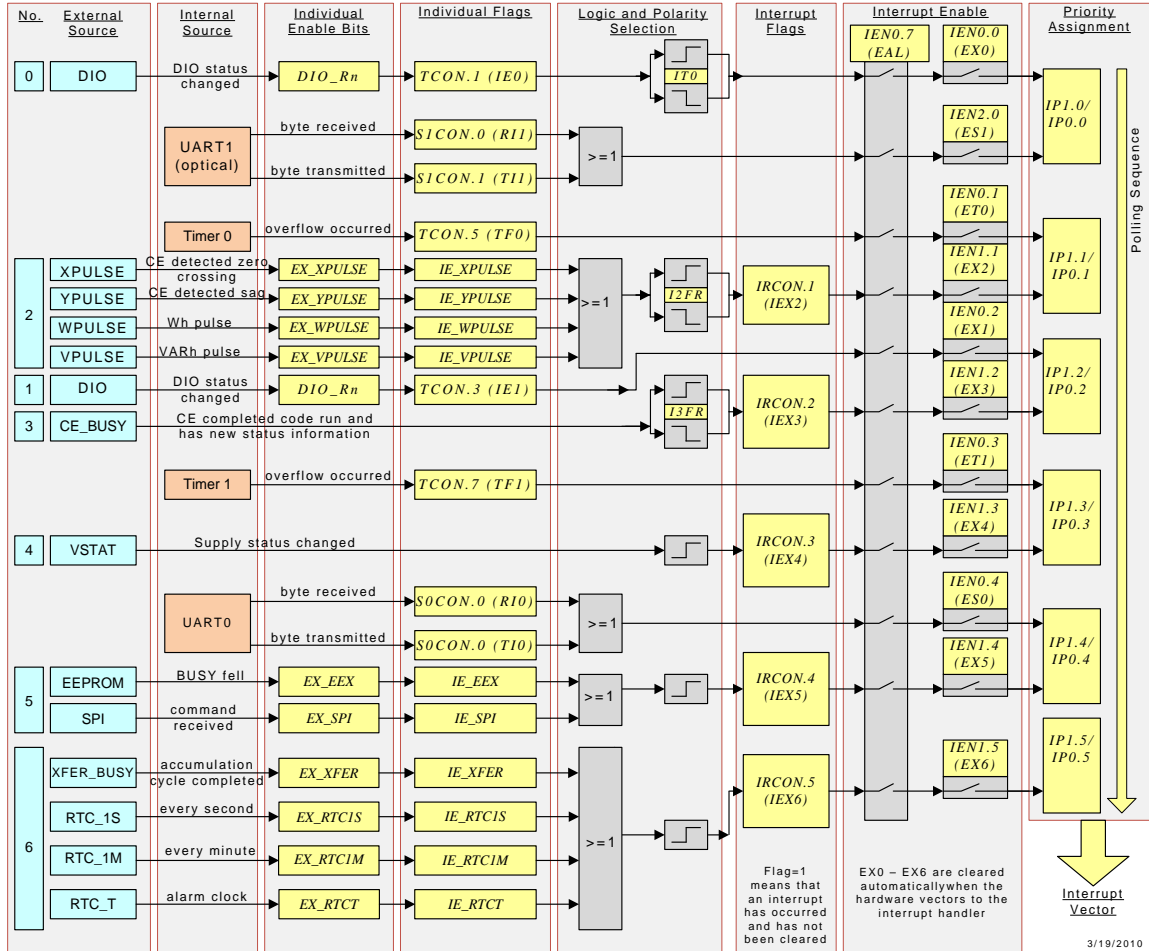 No.
External
Source
Internal
Source
Individual
Enable Bits
Individual Flags
Logic and Polarity
Selection
Interrupt
Flags
Interrupt Enable
Priority
Assignment
IEN0.7
(EAL)
IEN0.0
(EX0)
0
DIO
DIO status
changed
DIO_Rn
TCON.1 (IE0)
IT0
IP1.0/
IP0.0
UART1
(optical)
byte received
S1CON.0 (RI1)
>=1
IEN2.0
(ES1)
byte transmitted
S1CON.1 (TI1)
Timer 0
overflow occurred
TCON.5 (TF0)
IEN0.1
(ET0)
IP1.1/
IP0.1
2
XPULSE
CE detected zero
crossing
EX_XPULSE
IE_XPULSE
YPULSE
CE detected sag
EX_YPULSE
IE_YPULSE
>=1
I2FR
IRCON.1
(IEX2)
IEN1.1
(EX2)
WPULSE
Wh pulse
EX_WPULSE
IE_WPULSE
VPULSE
VARh pulse
EX_VPULSE
IE_VPULSE
IEN0.2
(EX1)
IP1.2/
IP0.2
1
DIO
DIO status
changed
DIO_Rn
TCON.3 (IE1)
3
CE_BUSY
CE completed code run and
has new status information
I3FR
IRCON.2
(IEX3)
IEN1.2
(EX3)
Timer 1
overflow occurred
TCON.7 (TF1)
IEN0.3
(ET1)
IP1.3/
IP0.3
4
VSTAT
Supply status changed
IRCON.3
(IEX4)
IEN1.3
(EX4)
UART0
byte received
S0CON.0 (RI0)
>=1
IEN0.4
(ES0)
byte transmitted
S0CON.0 (TI0)
IP1.4/
IP0.4
5
EEPROM
BUSY fell
EX_EEX
IE_EEX
>=1
IRCON.4
(IEX5)
IEN1.4
(EX5)
SPI
command
received
EX_SPI
IE_SPI
6
XFER_BUSY
accumulation
cycle completed
EX_XFER
IE_XFER
IRCON.5
(IEX6)
IEN1.5
(EX6)
IP1.5/
IP0.5
RTC_1S
every second
EX_RTC1S
IE_RTC1S
>=1
RTC_1M
every minute
EX_RTC1M
IE_RTC1M
RTC_T
alarm clock
EX_RTCT
IE_RTCT
Flag=1
means that
an interrupt
has occurred
and has not
been cleared
EX0 – EX6 are cleared
automaticallywhen the
hardware vectors to the
interrupt handler
Polling Sequence
Interrupt
Vector
3/19/2010